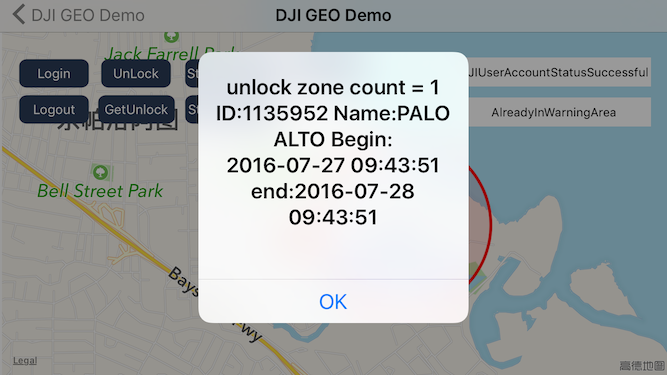 DJI GEO Demo
DJI GEO Demo
Jack Farrell Park
Login
UnLock
St
JIUserAccountStatusSuccessful
Logout
GetUnlock
St
AlreadyInWarningArea
unlock zone count = 1
ID:1135952 Name:PALO
ALTO Begin:
2016-07-27 09:43:51
end:2016-07-28
09:43:51
Bell Street Park
Bays
Fwy
OK
Legal
高德地图